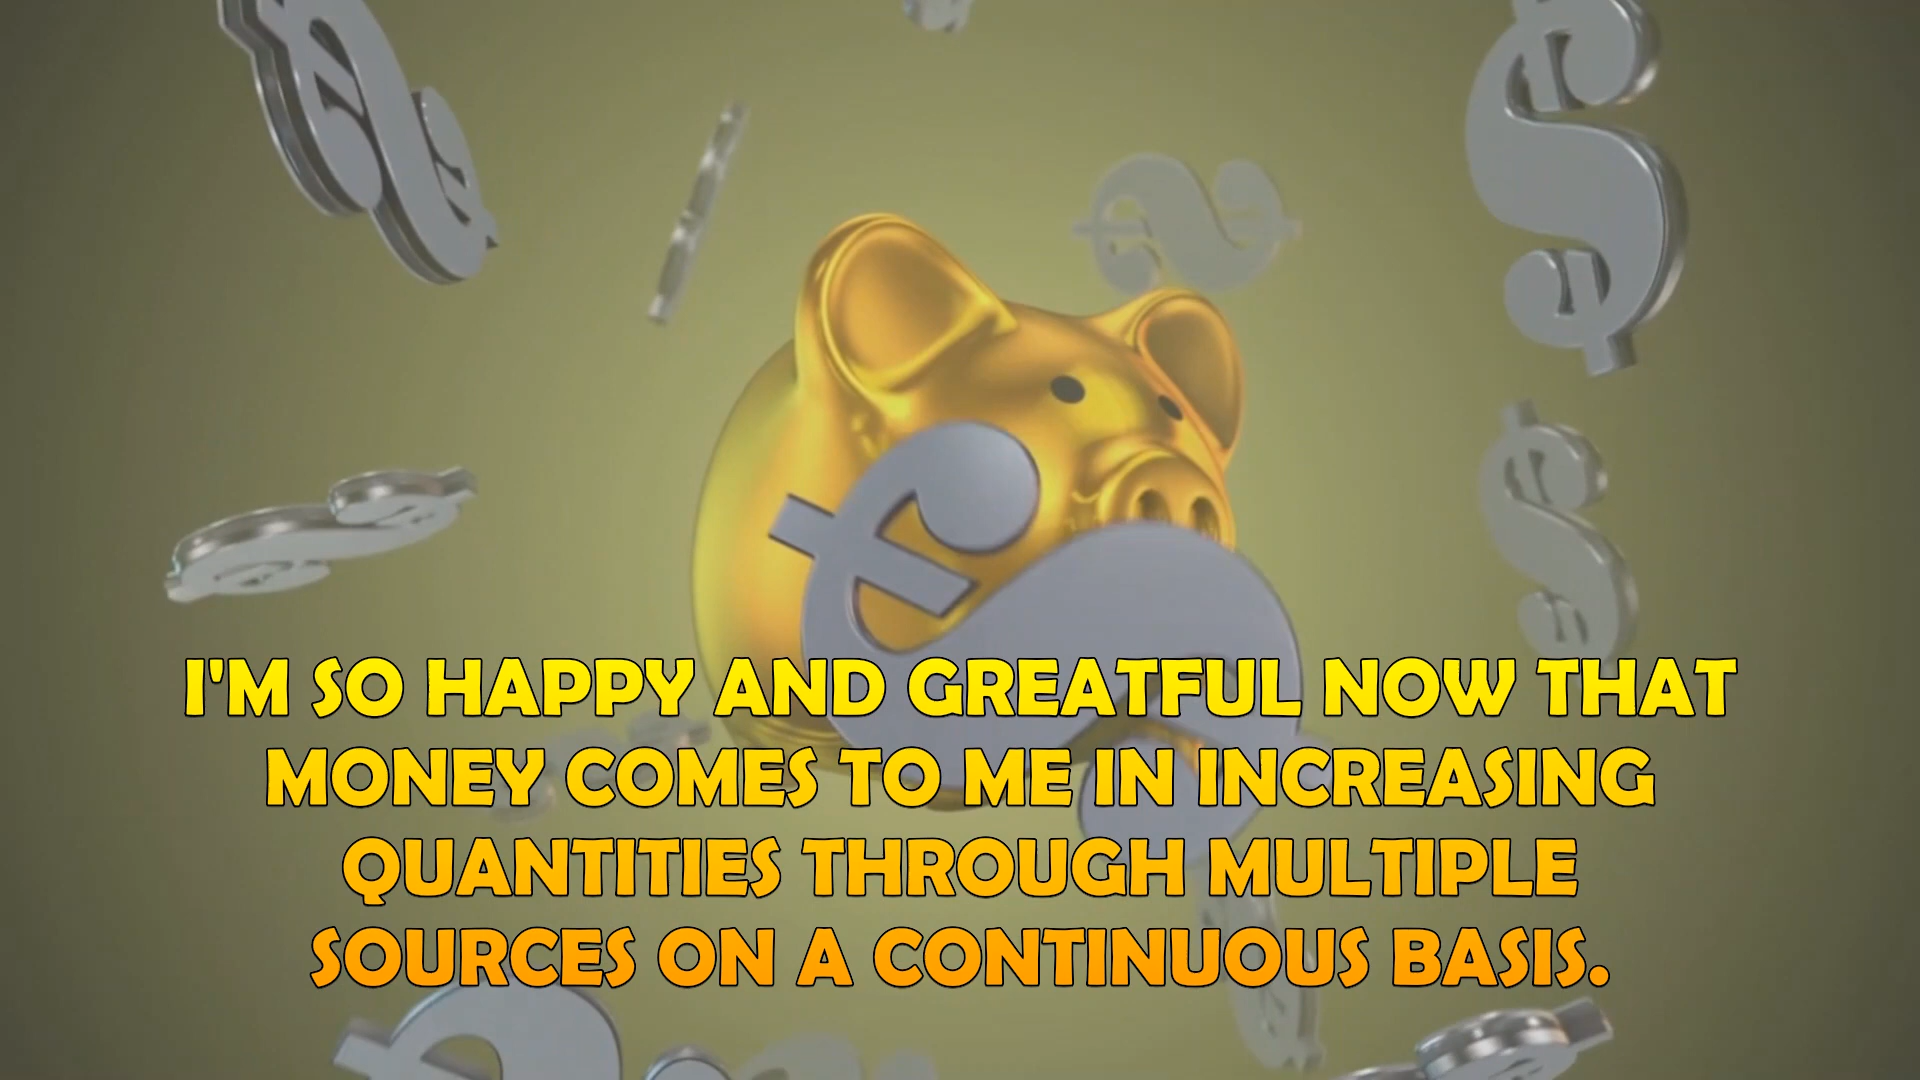 I'M SO HAPPY AND GREATFUL NOW THAT
MONEY COMES TO ME IN INCREASING
QUANTITIES THROUGH MULTIPLE
SOURCES ON A CONTINUOUS BASIS.